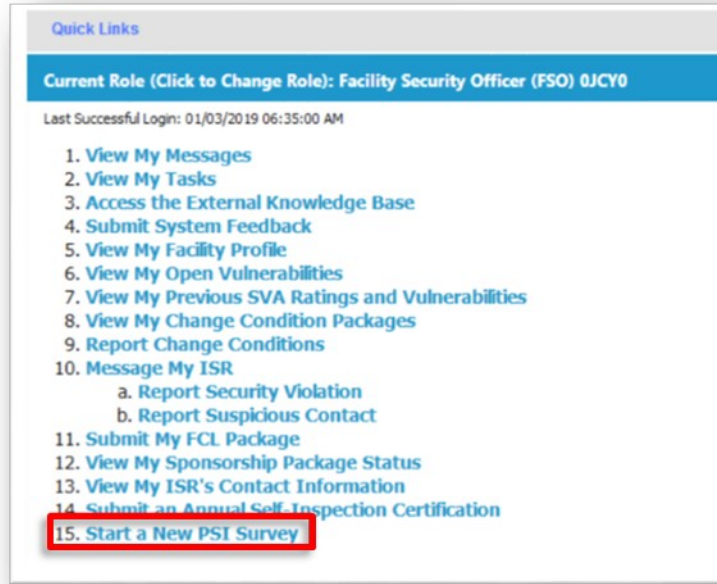 Quick Links
Current Role (Click to Change Role): Facility Security Officer (FSO) 0JCY0
Last Successful Login: 01/03/2019 06:35:00 AM
1. View My Messages
2. View My Tasks
3. Access the External Knowledge Base
4. Submit System Feedback
5. View My Facility Profile
6. View My Open Vulnerabilities
7. View My Previous SVA Ratings and Vulnerabilities
8. View My Change Condition Packages
9. Report Change Conditions
10. Message My ISR
a. Report Security Violation
b. Report Suspicious Contact
11. Submit My FCL Package
12. View My Sponsorship Package Status
13. View My ISR's Contact Information
14. Submit an Annual Self-Inspection Certification
15. Start a New PSI Survey